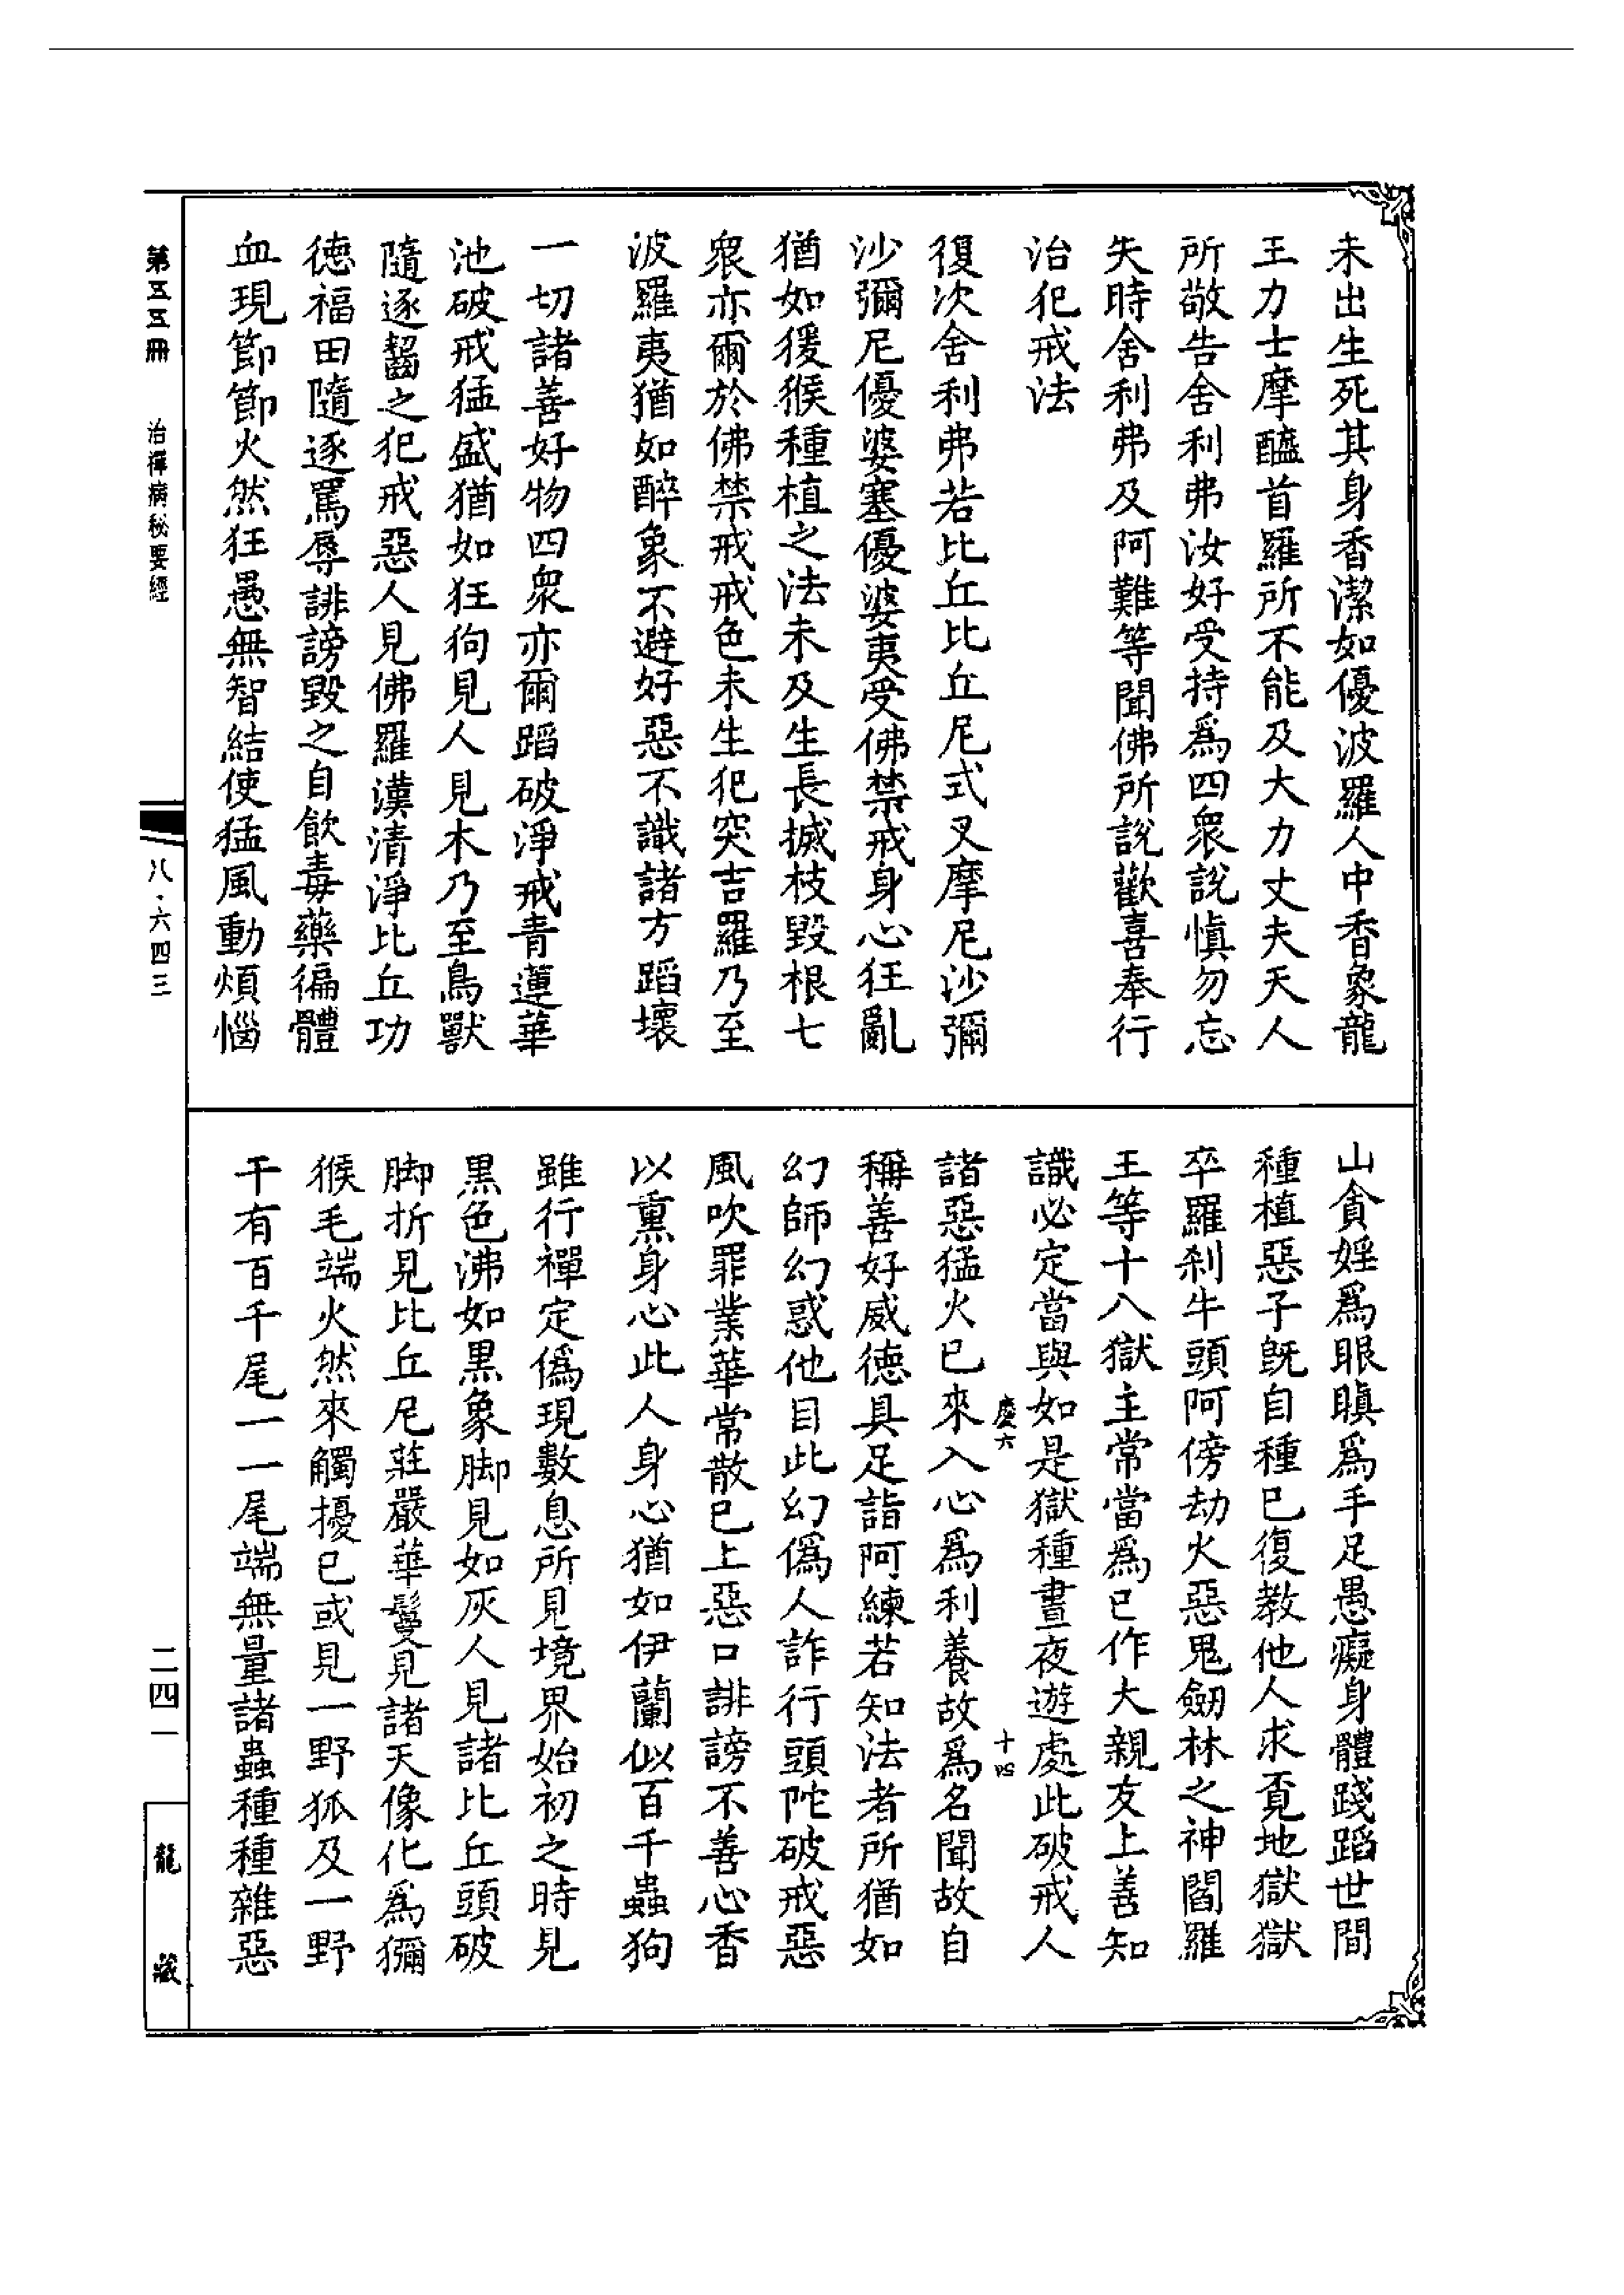 未出生死其身香潔如優波羅人中香象龍
王力士摩醯首羅所不能及大力丈夫天人
所敬告舍利弗汝好受持爲四衆說慎勿忘
失時舍利弗及阿難等聞佛所說歡喜奉行
治犯戒法
復次舍利弗若比丘比丘尼式叉摩尼沙彌
沙彌尼優婆塞優婆夷受佛禁戒身心狂亂
猶如猨猴種植之法未及生長搣枝毀根七
衆亦爾於佛禁戒戒色未生犯突吉羅乃至
波羅夷猶如醉象不避好惡不識諸方蹈壞
一切諸善好物四衆亦爾蹈破淨戒青蓮華
池破戒猛盛猶如狂狗見人見木乃至鳥獸
隨逐齧之犯戒惡人見佛羅漢清淨比丘功
德福田隨逐罵辱誹謗毀之自飲毒藥徧體
血現節節火然狂愚無智結使猛風動煩惱
山貪婬爲眼瞋爲手足愚癡身體踐蹈世間
種植惡子既自種已復教他人求覓地獄獄
卒羅剎牛頭阿傍劫火惡鬼劒林之神閻羅
王等十八獄主常當爲已作大親友上善知
識必定當與如是獄種晝夜遊處此破戒人
慶六
十四
諸惡猛火已來入心爲利養故爲名聞故自
稱善好威德具足詣阿練若知法者所猶如
幻師幻惑他目此幻僞人詐行頭陀破戒惡
風吹罪業華常散已上惡口誹謗不善心香
以熏身心此人身心猶如伊蘭似百千蟲狗
雖行禪定僞現數息所見境界始初之時見
黑色沸如黑象脚見如灰人見諸比丘頭破
脚折見比丘尼莊嚴華鬘見諸天像化爲獼
猴毛端火然來觸擾已或見一野狐及一野
干有百千尾一一尾端無量諸蟲種種雜惡
第五五冊
治禪病秘要經
八·六四三
二四一
龍藏